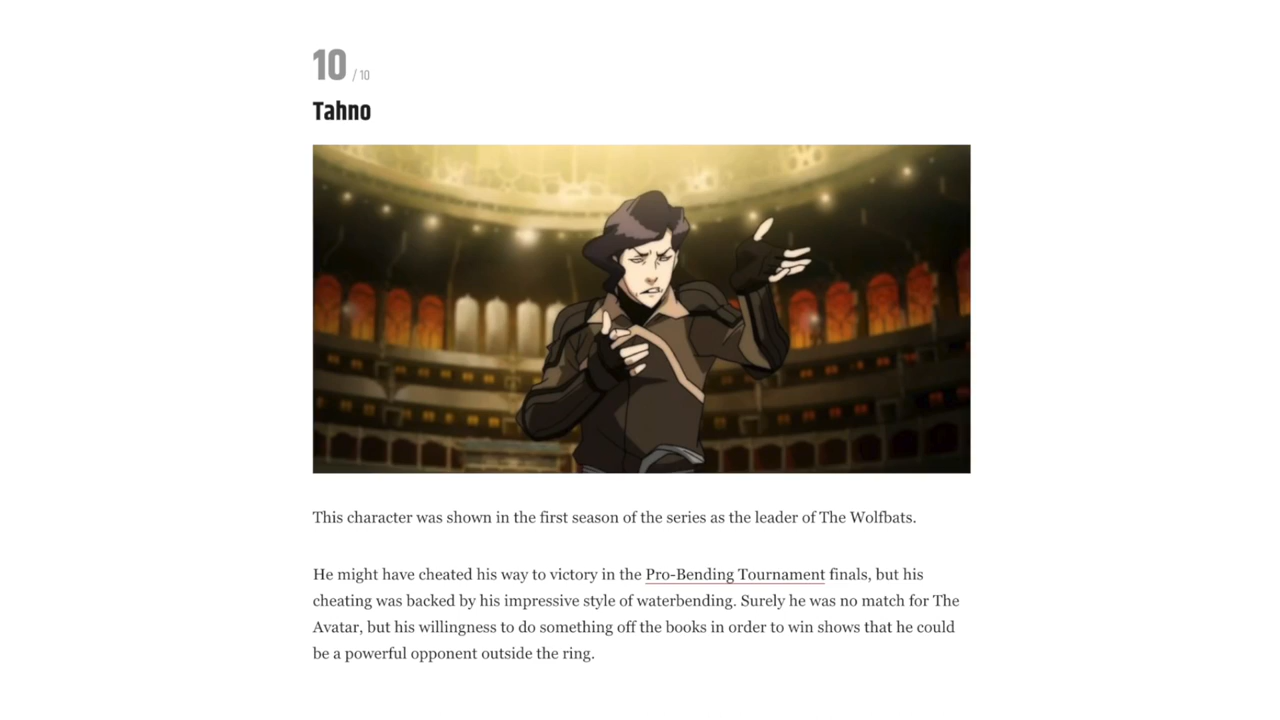 10 / 10
Tahno
This character was shown in the first season of the series as the leader of The Wolfbats.
He might have cheated his way to victory in the Pro-Bending Tournament finals, but his
cheating was backed by his impressive style of waterbending. Surely he was no match for The
Avatar, but his willingness to do something off the books in order to win shows that he could
be a powerful opponent outside the ring.